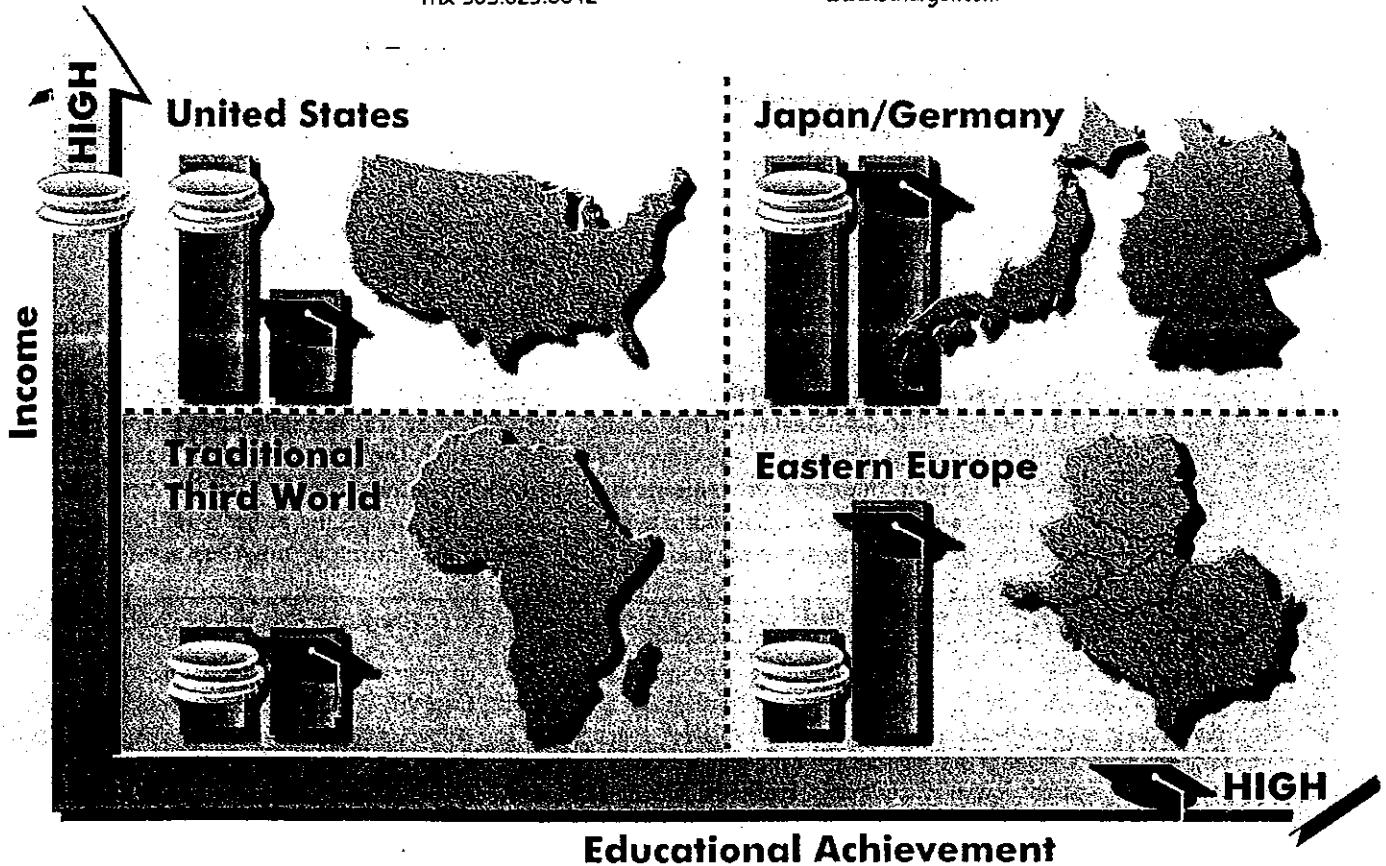 HIGH
United States
Japan/Germany
Income
Traditional
Third World
Eastern Europe
HIGH
Educational Achievement